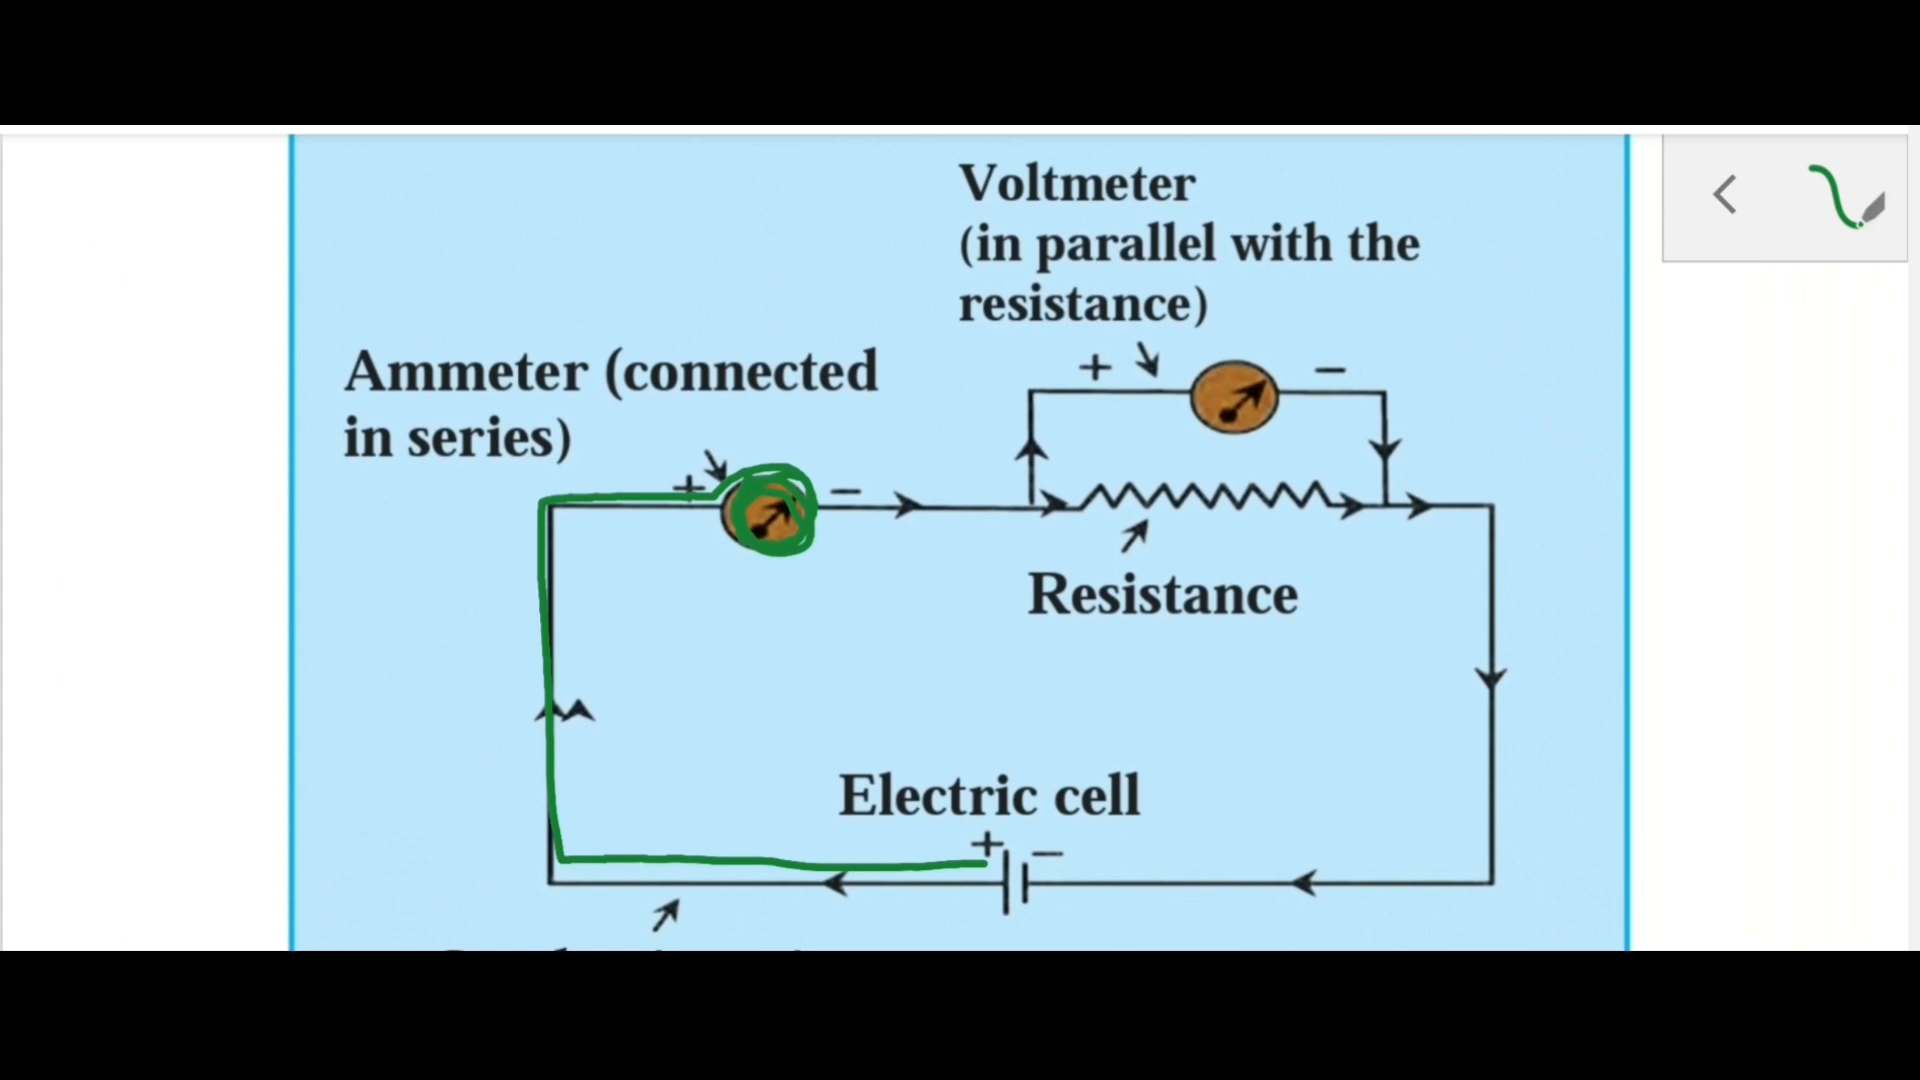 Voltmeter
(in parallel with the
resistance)
Ammeter (connected
in series)
+ −
+ −
Resistance
Electric cell
+ −